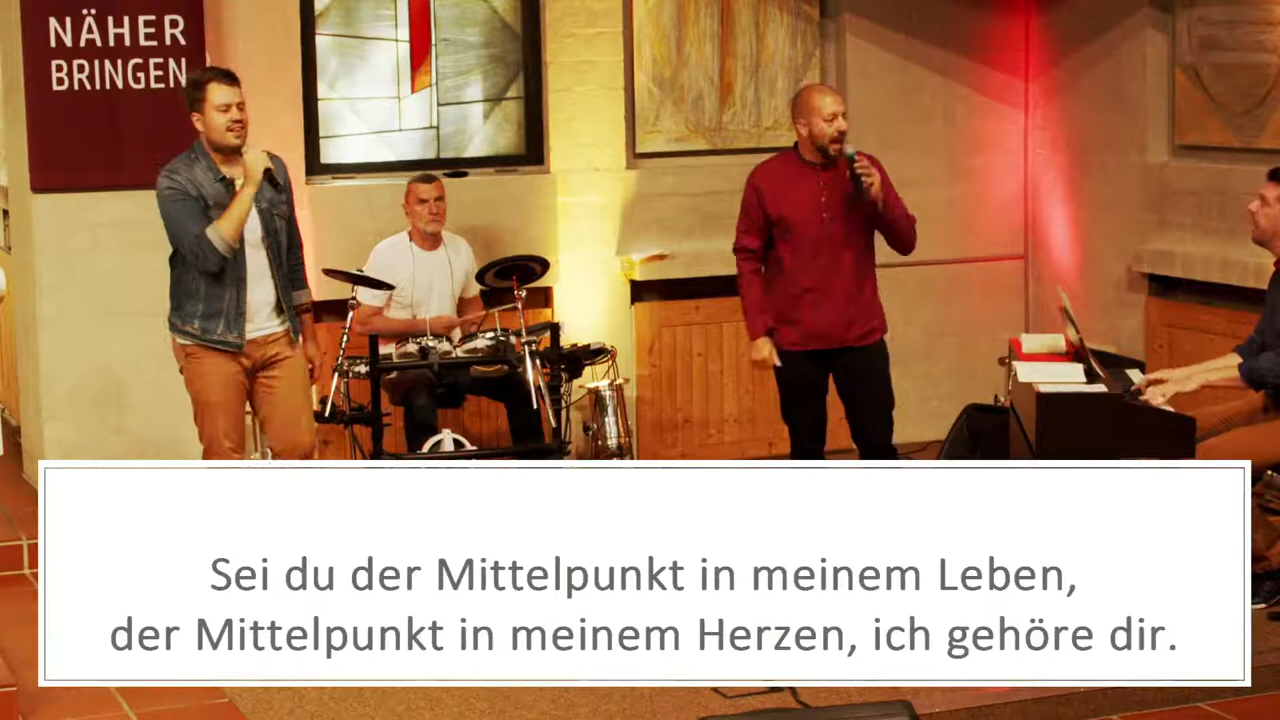 NÄHER
BRINGEN
Sei du der Mittelpunkt in meinem Leben,
der Mittelpunkt in meinem Herzen, ich gehöre dir.